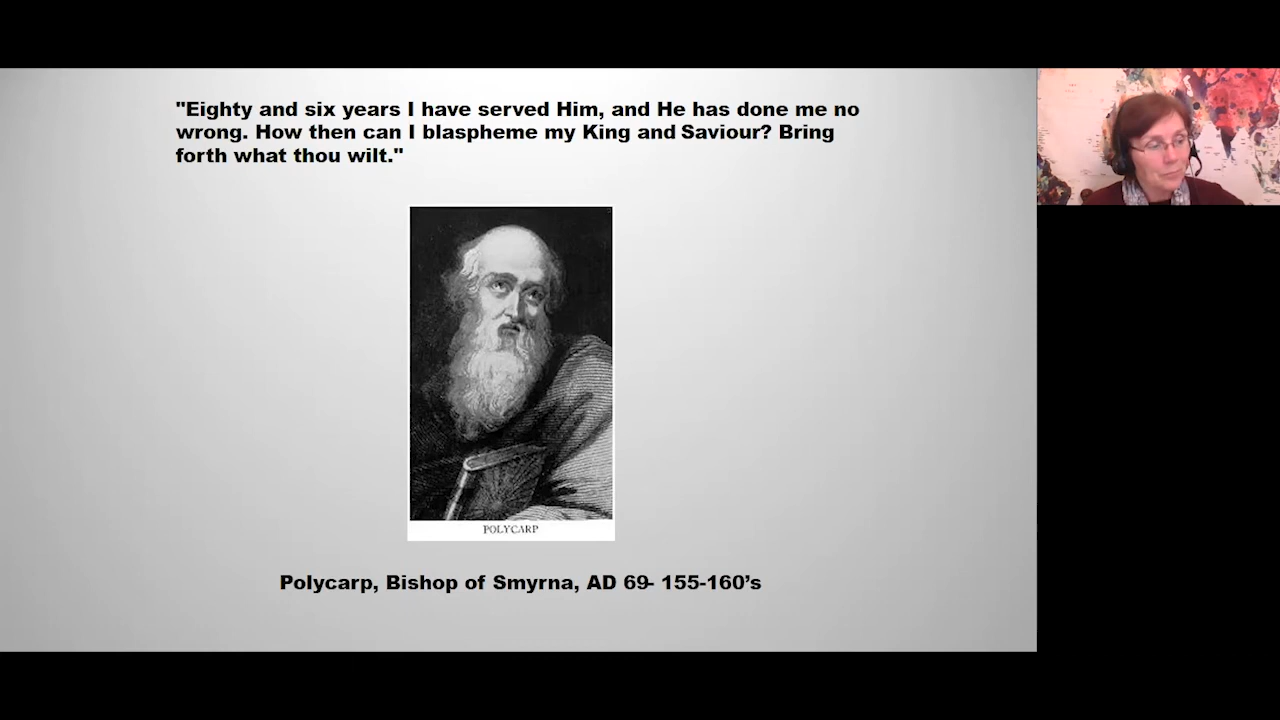 "Eighty and six years I have served Him, and He has done me no
wrong. How then can I blaspheme my King and Saviour? Bring
forth what thou wilt."
POLYCARP
Polycarp, Bishop of Smyrna, AD 69- 155-160’s